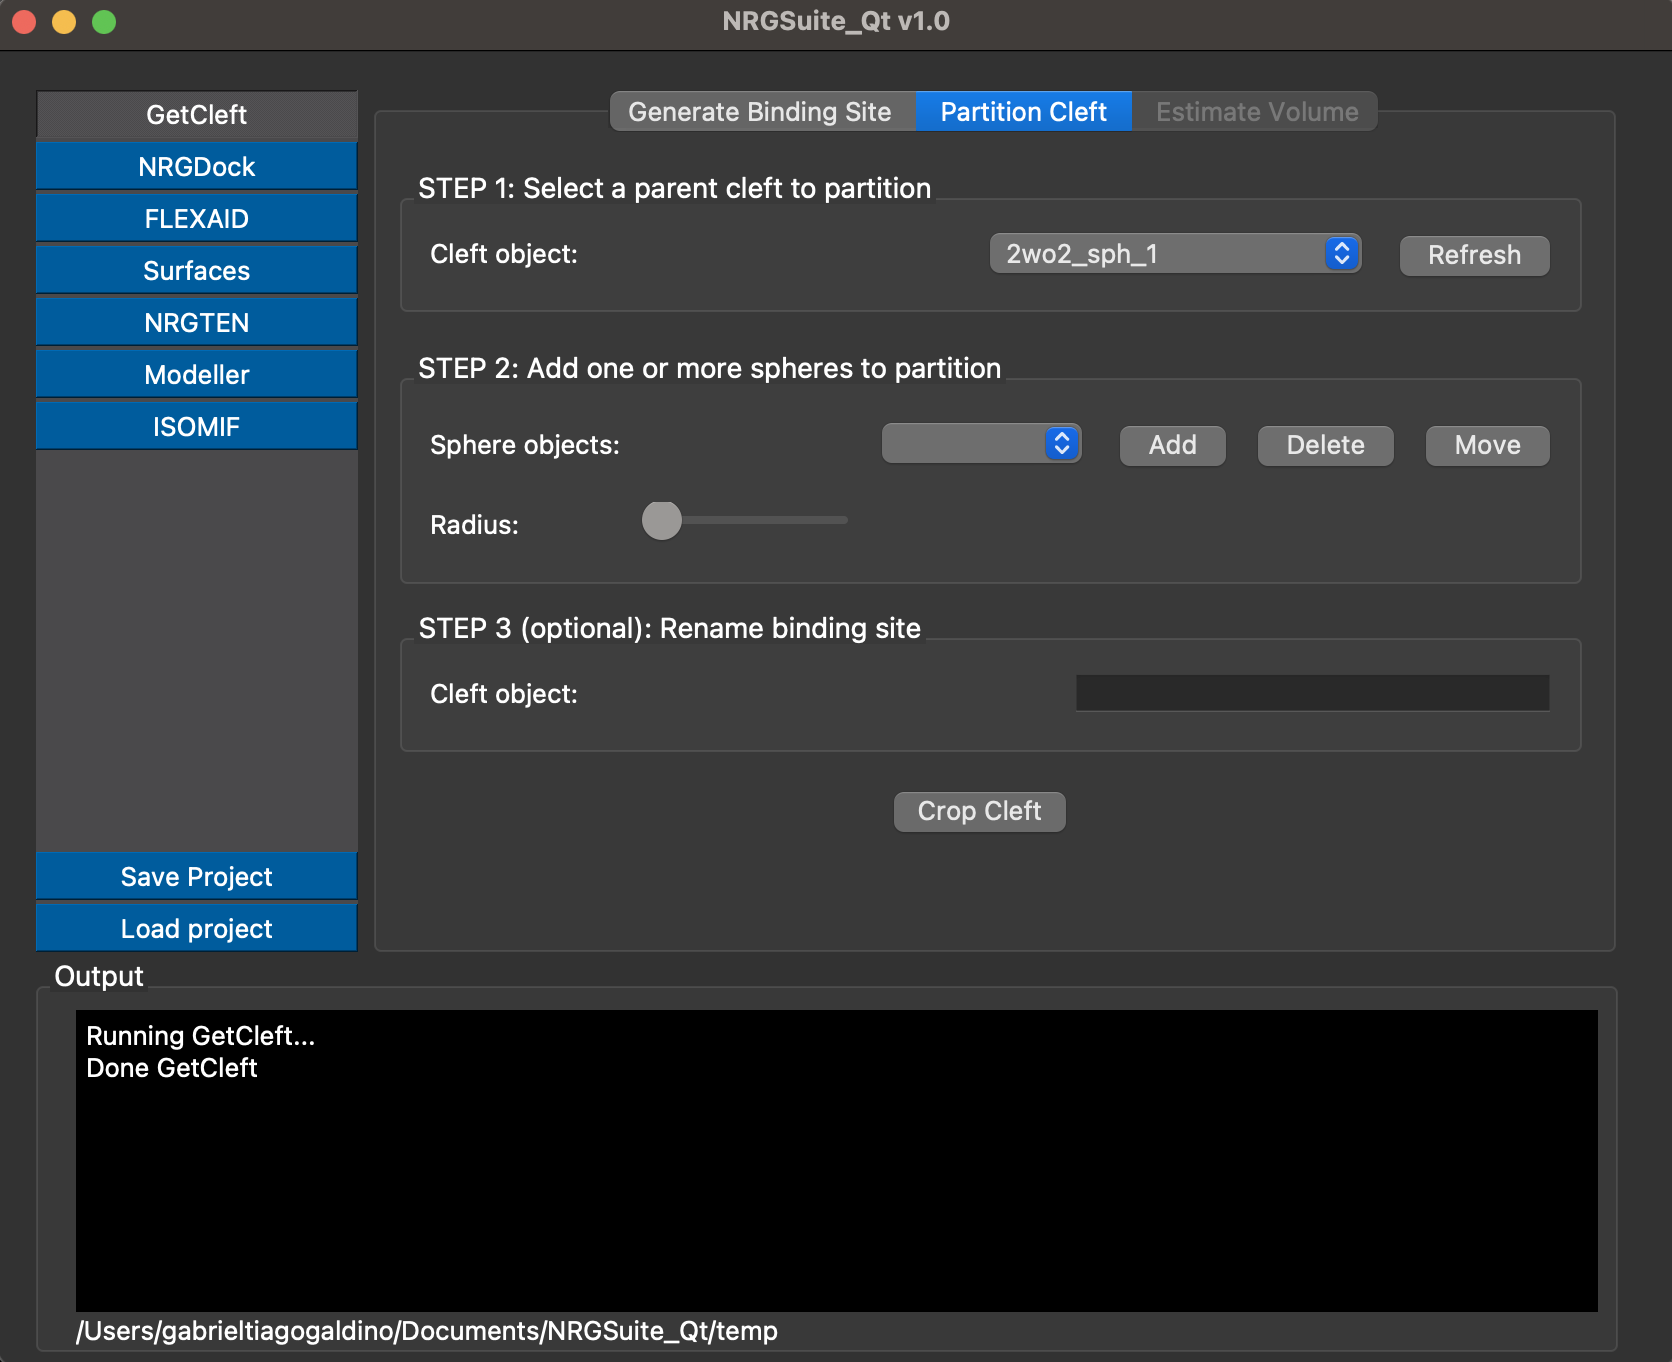 NRGSuite_Qt v1.0
GetCleft
NRGDock
FLEXAID
Surfaces
NRGTEN
Modeller
ISOMIF
Save Project
Load project
Generate Binding Site Partition Cleft Estimate Volume
STEP 1: Select a parent cleft to partition
Cleft object: 2wo2_sph_1 Refresh
STEP 2: Add one or more spheres to partition
Sphere objects: Add Delete Move
Radius:
STEP 3 (optional): Rename binding site
Cleft object:
Crop Cleft
Output
Running GetCleft...
Done GetCleft
/Users/gabrieltiagogaldino/Documents/NRGSuite_Qt/temp